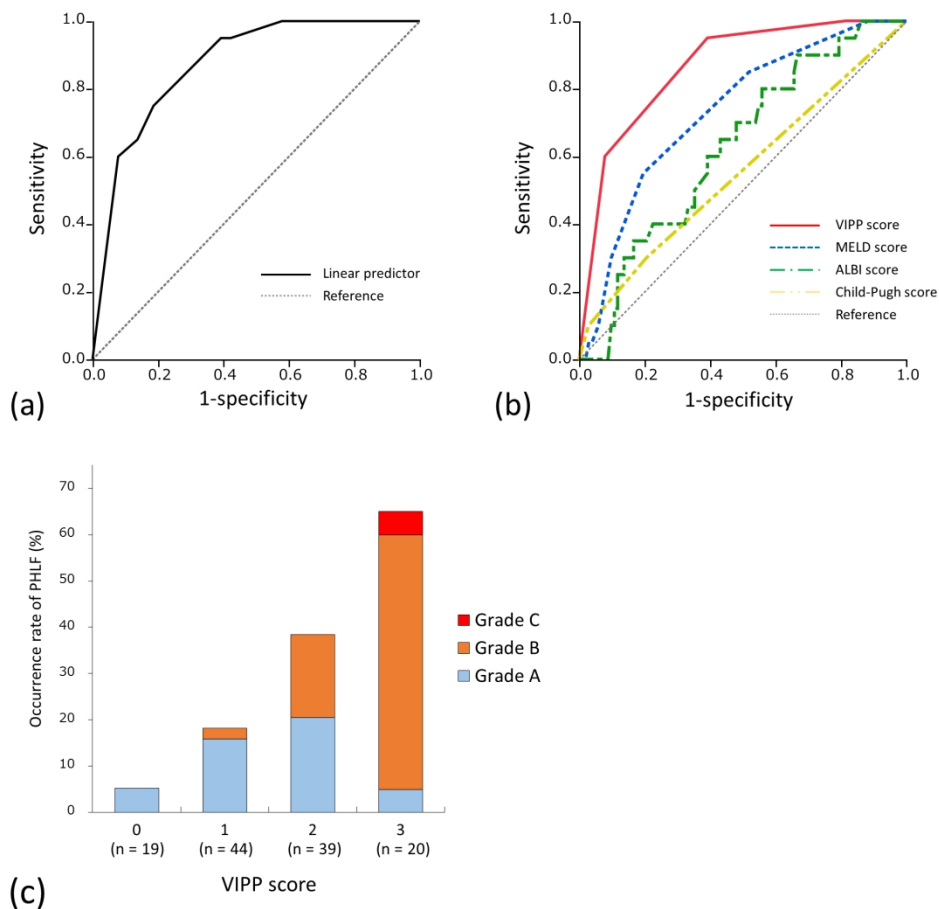 1.0
0.8
0.6
0.4
0.2
0.0
Sensitivity
Linear predictor
Reference
0.0 0.2 0.4 0.6 0.8 1.0
1-specificity
(a)
1.0
0.8
0.6
0.4
0.2
0.0
Sensitivity
VIPP score
MELD score
ALBI score
Child-Pugh score
Reference
0.0 0.2 0.4 0.6 0.8 1.0
1-specificity
(b)
70
60
50
40
30
20
10
0
Occurrence rate of PHLF (%)
Grade C
Grade B
Grade A
0 1 2 3
(n = 19) (n = 44) (n = 39) (n = 20)
VIPP score
(c)